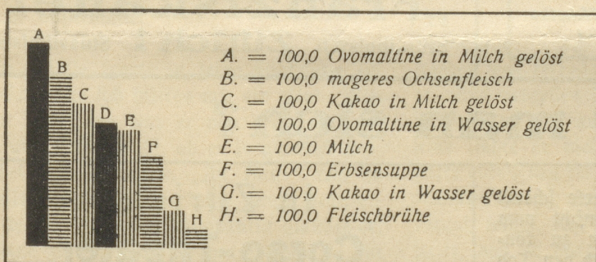 A
B
C
D
E
F
G
H
A. = 100,0 Ovomaltine in Milch gelöst
B. = 100,0 mageres Ochsenfleisch
C. = 100,0 Kakao in Milch gelöst
D. = 100,0 Ovomaltine in Wasser gelöst
E. = 100,0 Milch
F. = 100,0 Erbsensuppe
G. = 100,0 Kakao in Wasser gelöst
H. = 100,0 Fleischbrühe